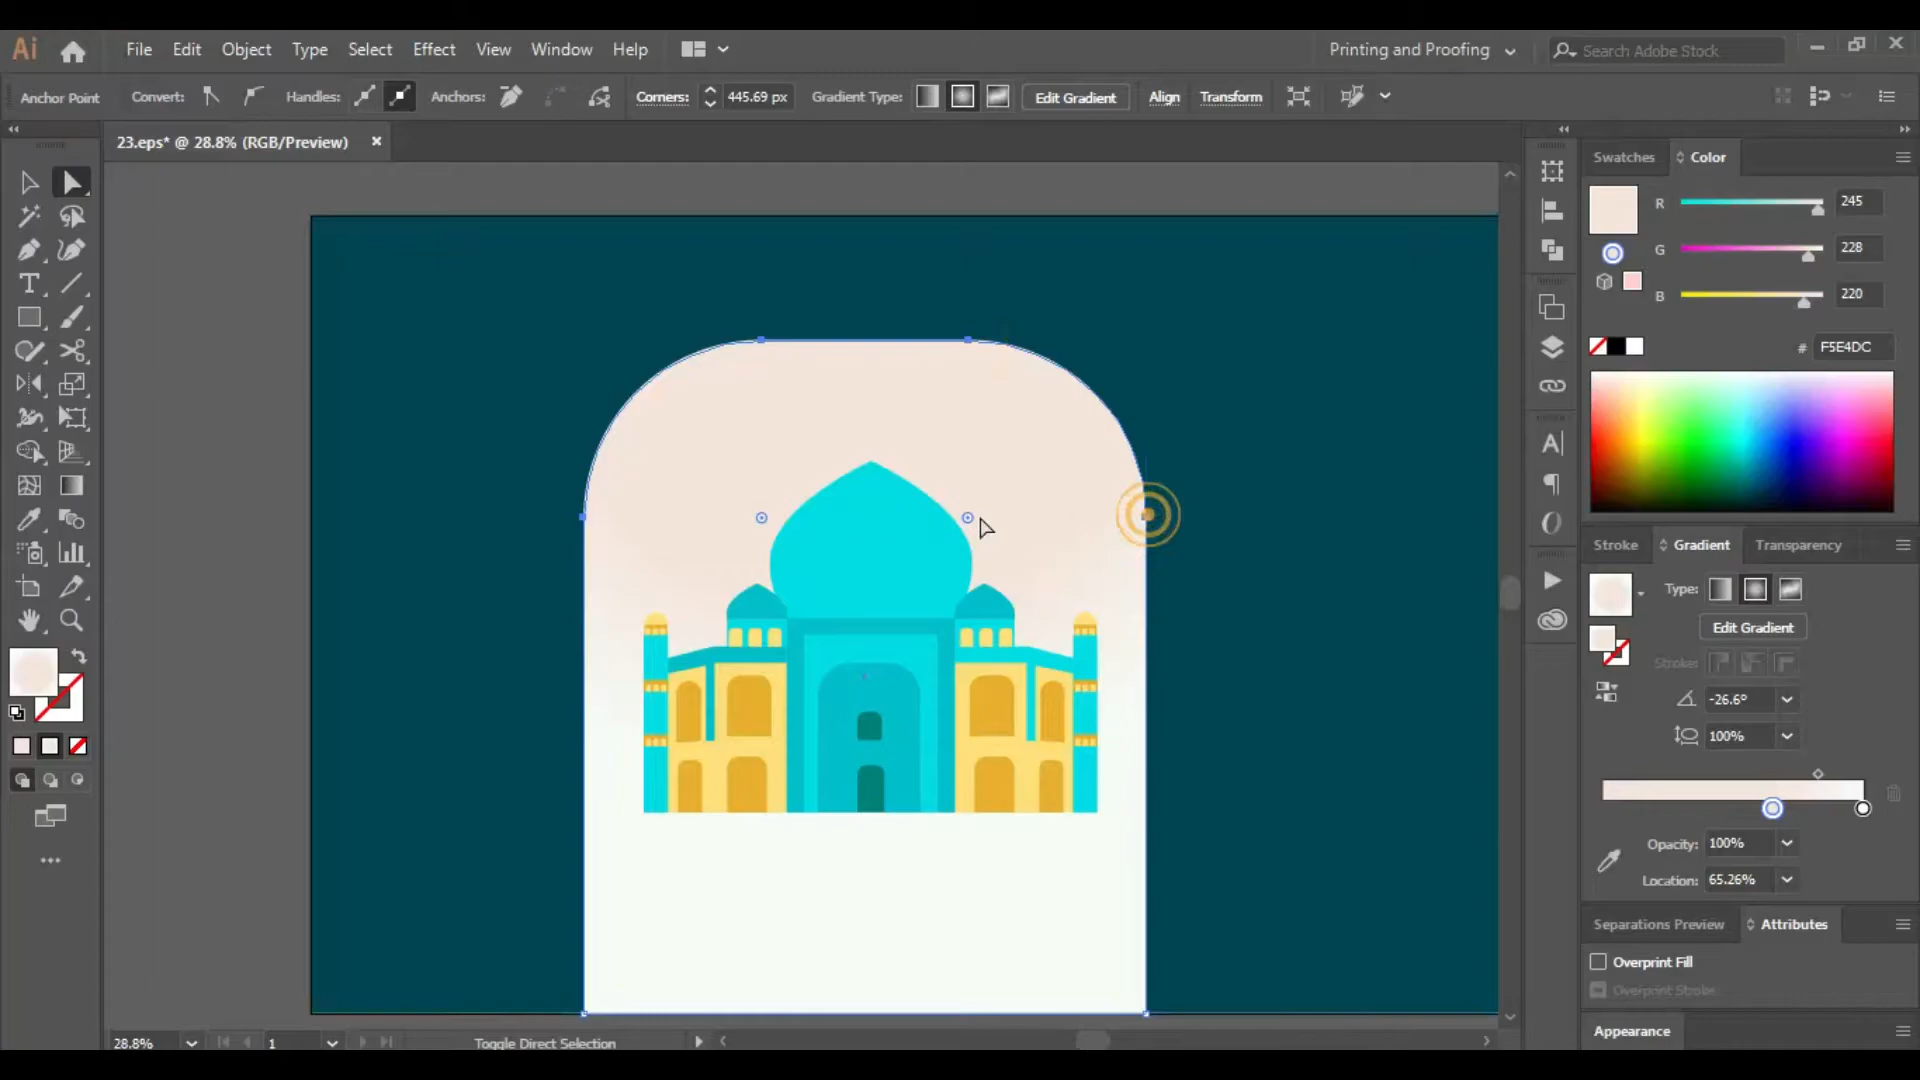 Ai File Edit Object Type Select Effect View Window Help Printing and Proofing Search Adobe Stock
Anchor Point Convert: Handles: Anchors: Corners: 445.69 px Gradient Type: Edit Gradient Align Transform
23.eps* @ 28.8% (RGB/Preview)
Swatches Color
R 245
G 228
B 220
# F5E4DC
Stroke Gradient Transparency
Type:
Edit Gradient
Stroke:
-26.6°
100%
Opacity: 100%
Location: 65.26%
Separations Preview Attributes
Overprint Fill
Overprint Stroke
Appearance
28.8% 1 Toggle Direct Selection